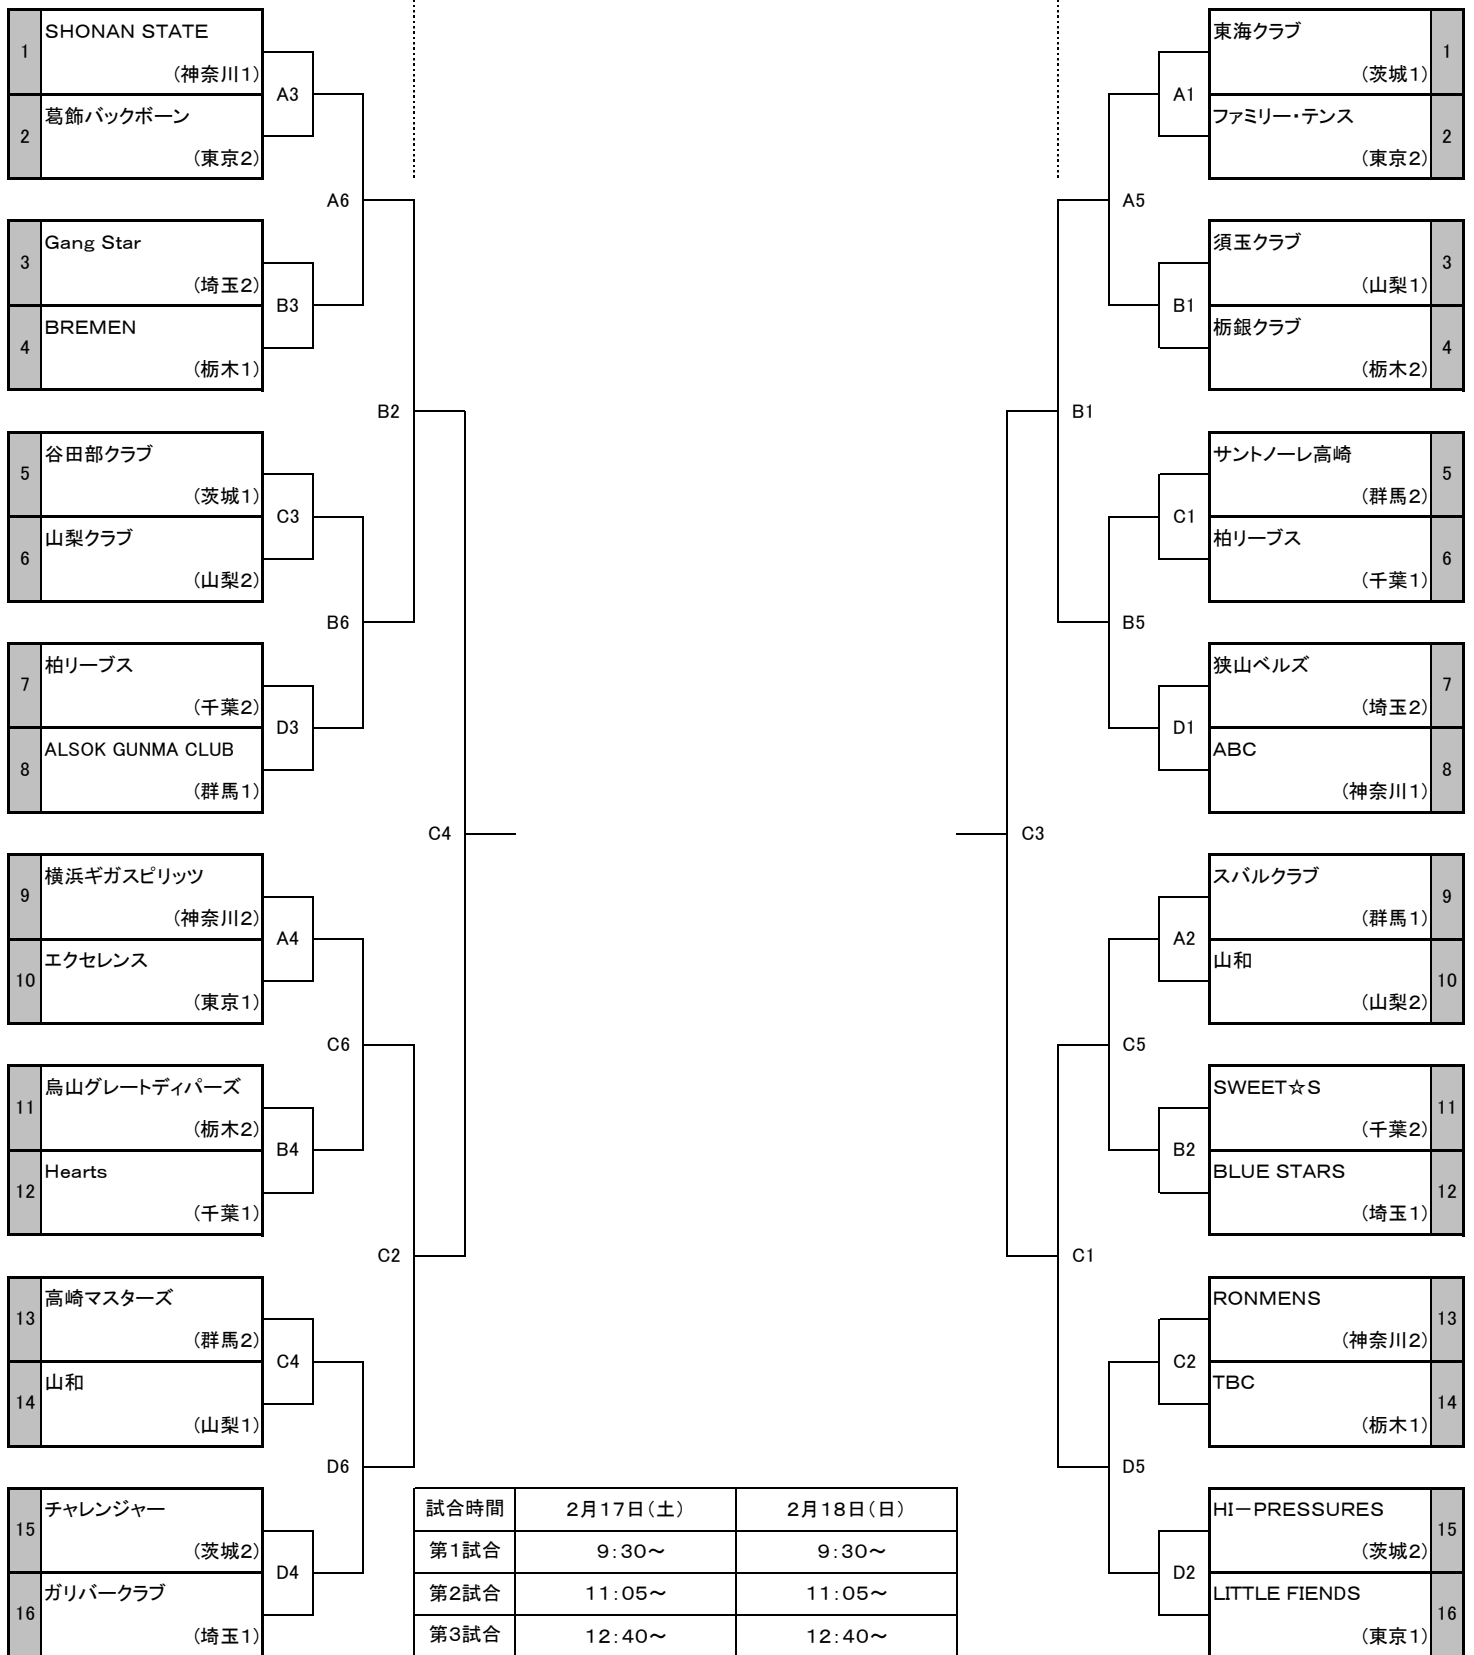 1
SHONAN STATE
(神奈川1)
2
葛飾バックボーン
(東京2)
A3
3
Gang Star
(埼玉2)
4
BREMEN
(栃木1)
B3
A6
5
谷田部クラブ
(茨城1)
6
山梨クラブ
(山梨2)
C3
7
柏リーブス
(千葉2)
8
ALSOK GUNMA CLUB
(群馬1)
D3
B6
B2
9
横浜ギガスピリッツ
(神奈川2)
10
エクセレンス
(東京1)
A4
11
烏山グレートディパーズ
(栃木2)
12
Hearts
(千葉1)
B4
C6
13
高崎マスターズ
(群馬2)
14
山和
(山梨1)
C4
15
チャレンジャー
(茨城2)
16
ガリバークラブ
(埼玉1)
D4
D6
C2
C4
東海クラブ
1
(茨城1)
ファミリー・テンス
2
(東京2)
A1
須玉クラブ
3
(山梨1)
栃銀クラブ
4
(栃木2)
B1
A5
サントノーレ高崎
5
(群馬2)
柏リーブス
6
(千葉1)
C1
狭山ベルズ
7
(埼玉2)
ABC
8
(神奈川1)
D1
B5
B1
スバルクラブ
9
(群馬1)
山和
10
(山梨2)
A2
SWEET☆S
11
(千葉2)
BLUE STARS
12
(埼玉1)
B2
C5
RONMENS
13
(神奈川2)
TBC
14
(栃木1)
C2
HI－PRESSURES
15
(茨城2)
LITTLE FIENDS
16
(東京1)
D2
D5
C1
C3
試合時間 2月17日(土) 2月18日(日)
第1試合 9:30～ 9:30～
第2試合 11:05～ 11:05～
第3試合 12:40～ 12:40～